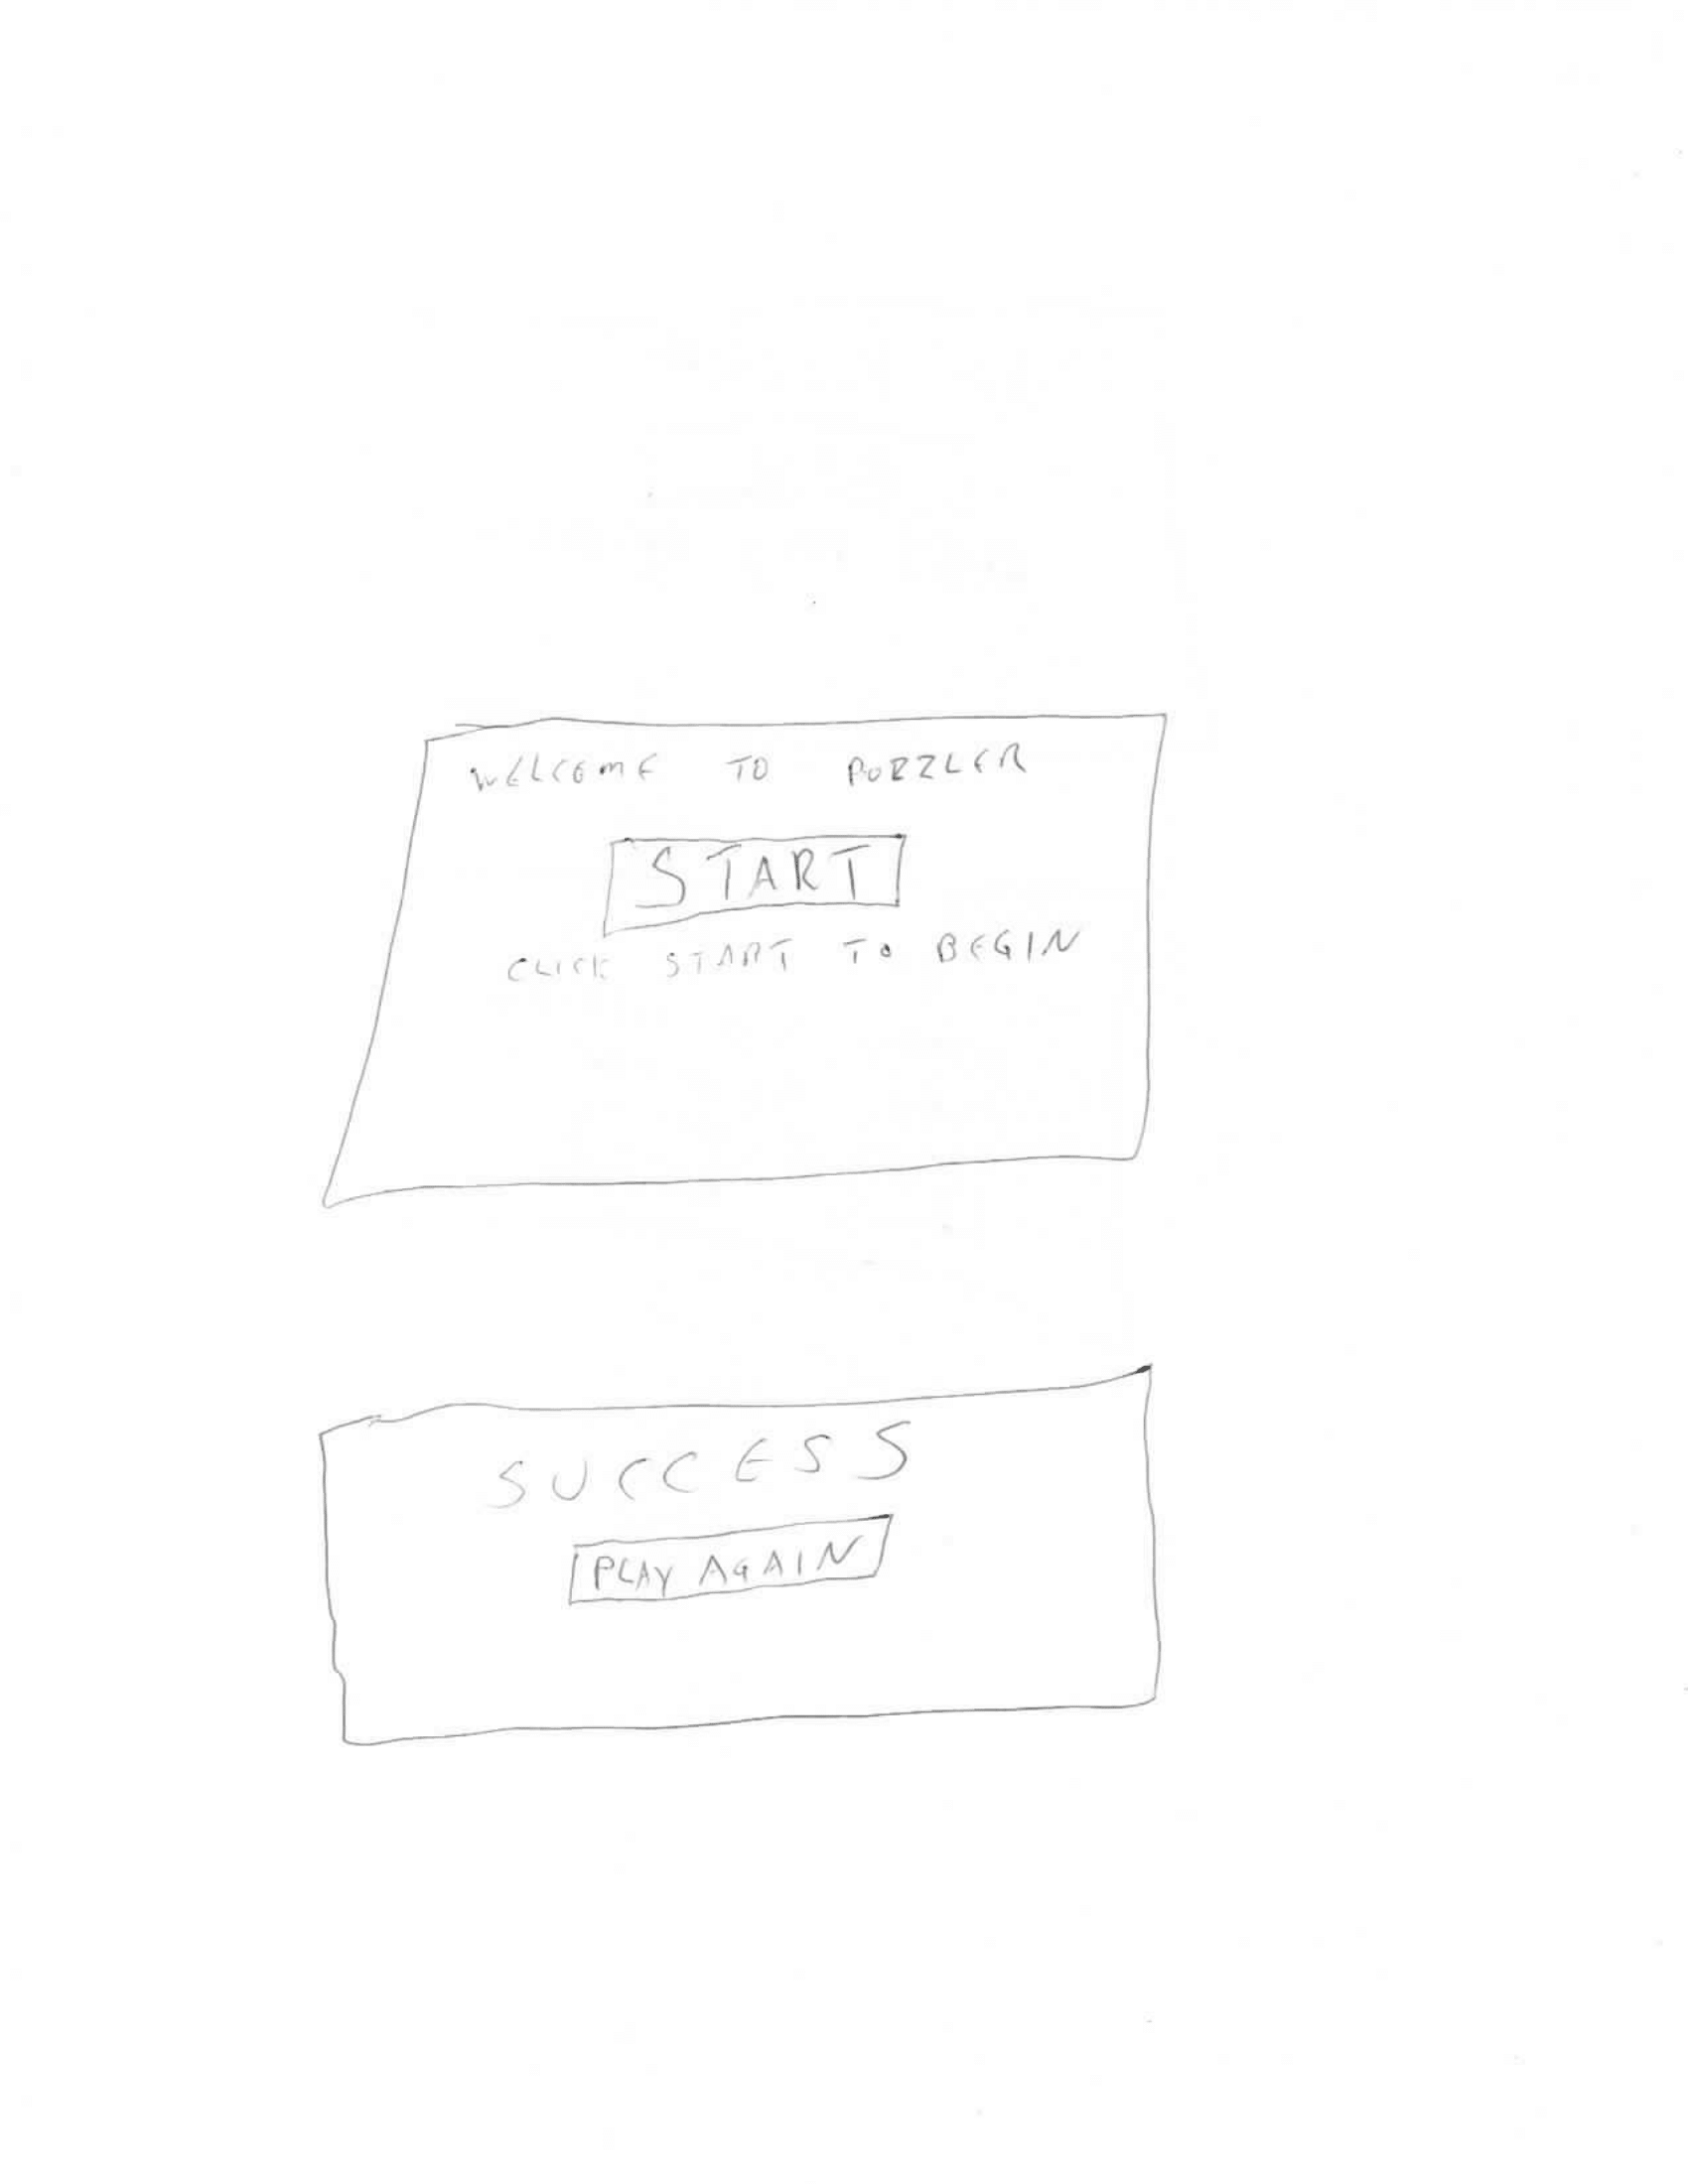 WELCOME TO PUZZLER
START
CLICK START TO BEGIN
SUCCESS
PLAY AGAIN